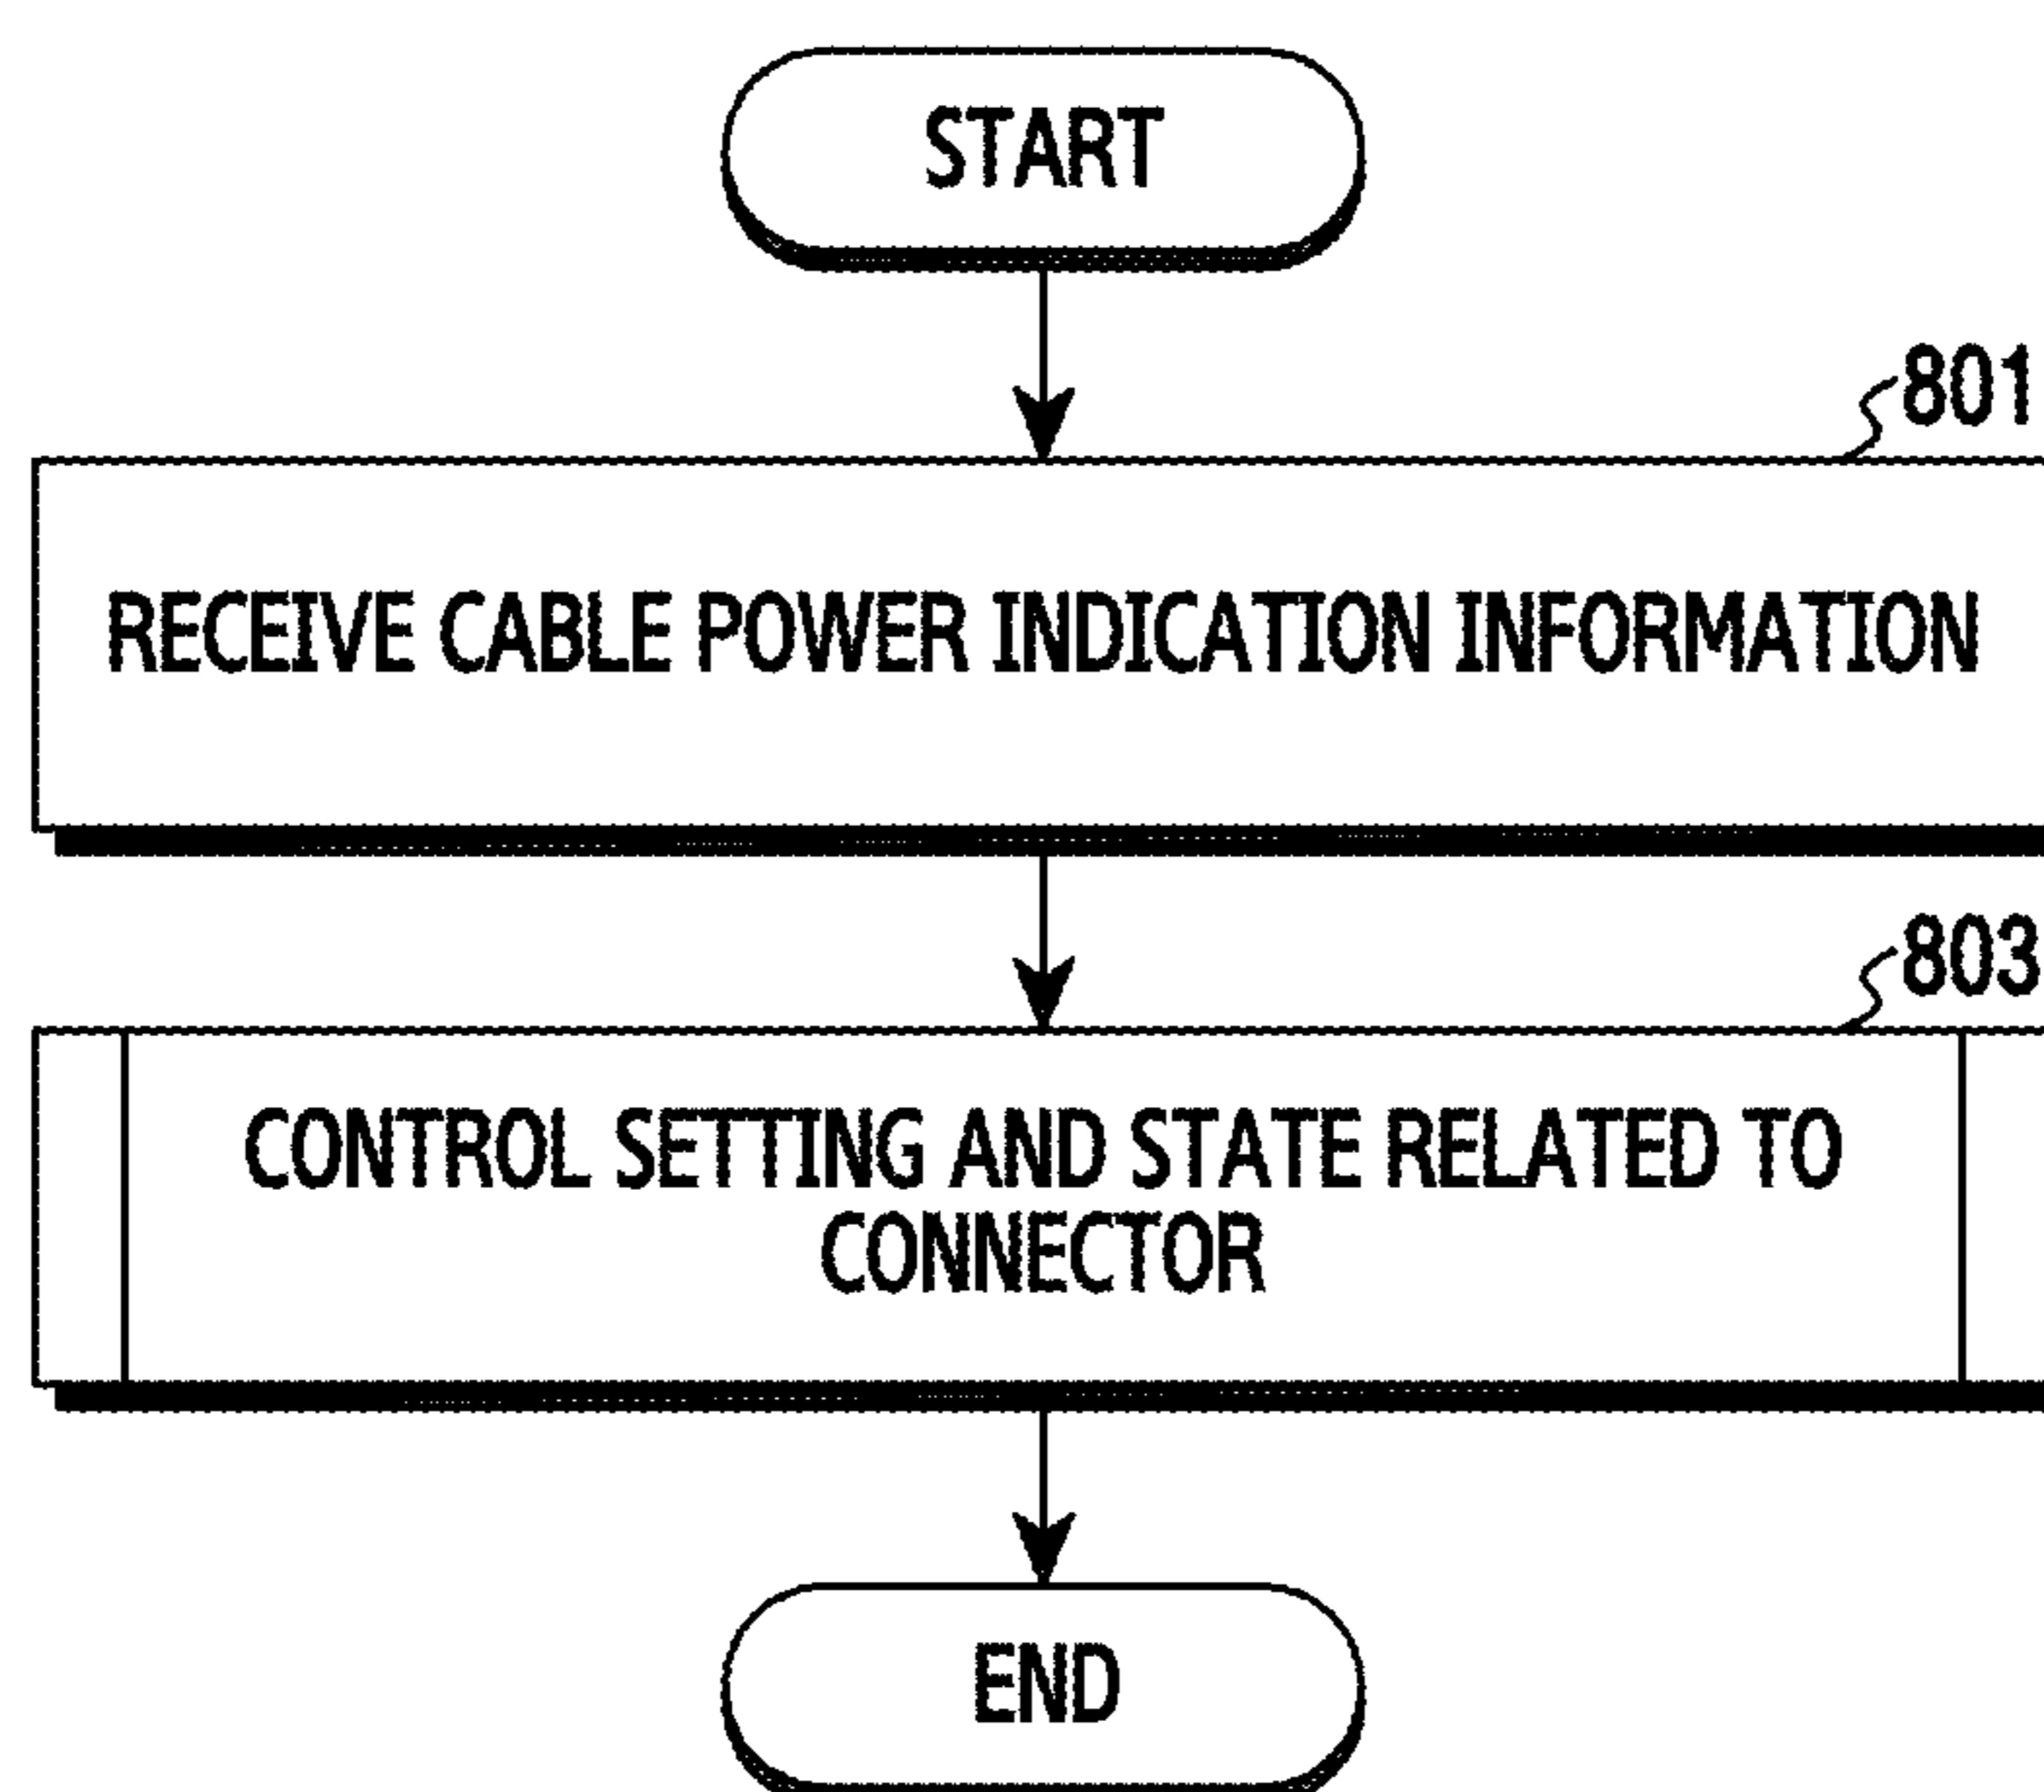 START
801
RECEIVE CABLE POWER INDICATION INFORMATION
803
CONTROL SETTING AND STATE RELATED TO
CONNECTOR
END